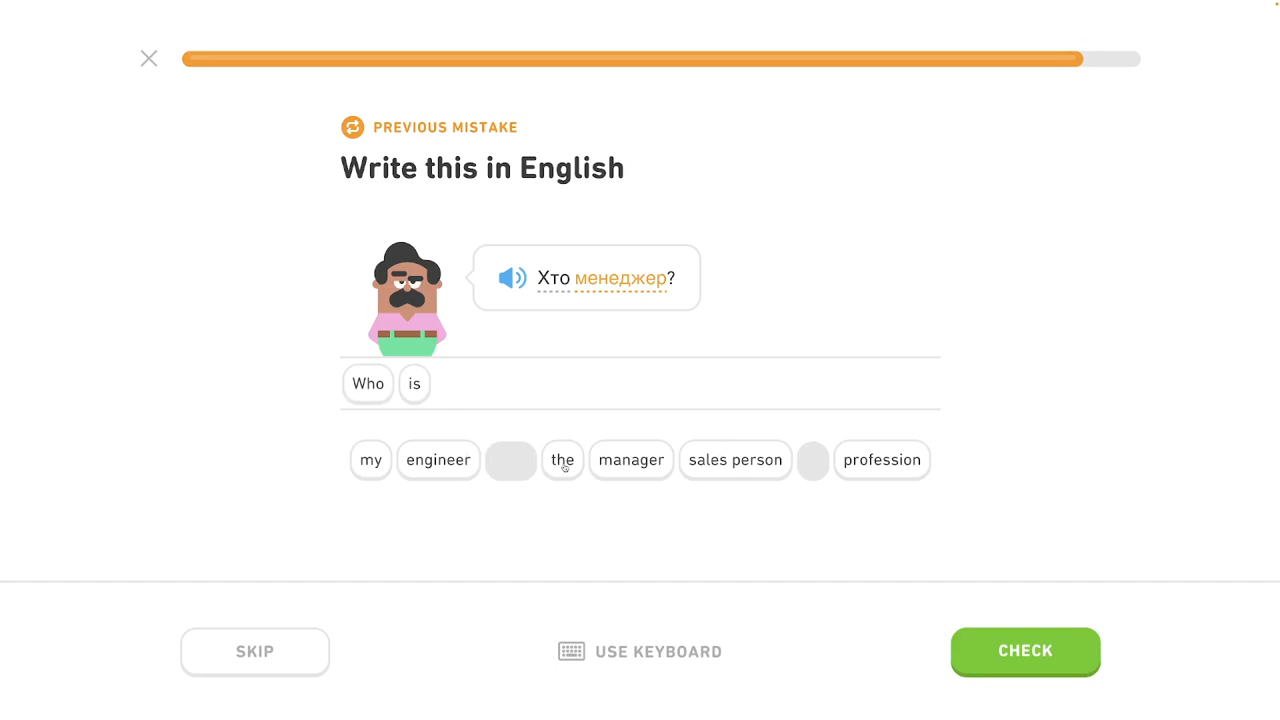 PREVIOUS MISTAKE
Write this in English
Хто менеджер?
Who is
my engineer the manager sales person profession
SKIP USE KEYBOARD CHECK